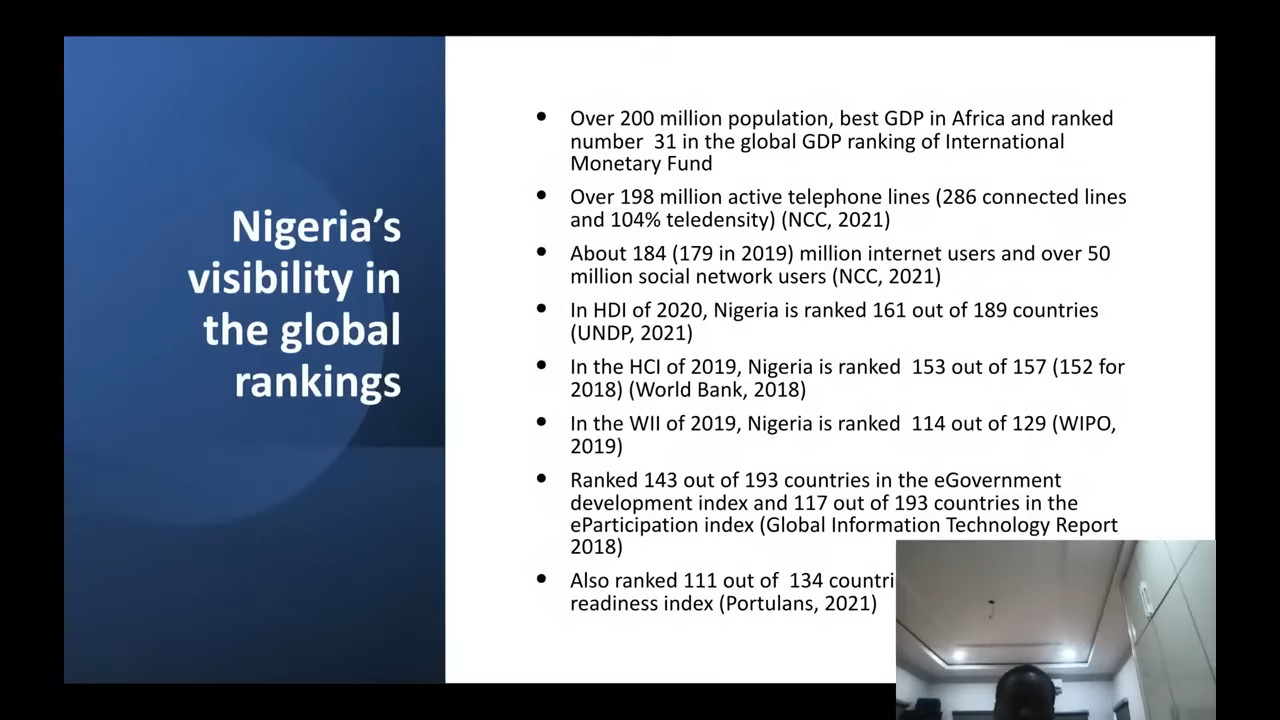 Nigeria's
visibility in
the global
rankings
• Over 200 million population, best GDP in Africa and ranked
number  31 in the global GDP ranking of International
Monetary Fund
• Over 198 million active telephone lines (286 connected lines
and 104% teledensity) (NCC, 2021)
• About 184 (179 in 2019) million internet users and over 50
million social network users (NCC, 2021)
• In HDI of 2020, Nigeria is ranked 161 out of 189 countries
(UNDP, 2021)
• In the HCI of 2019, Nigeria is ranked  153 out of 157 (152 for
2018) (World Bank, 2018)
• In the WII of 2019, Nigeria is ranked  114 out of 129 (WIPO,
2019)
• Ranked 143 out of 193 countries in the eGovernment
development index and 117 out of 193 countries in the
eParticipation index (Global Information Technology Report
2018)
• Also ranked 111 out of  134 countri
readiness index (Portulans, 2021)